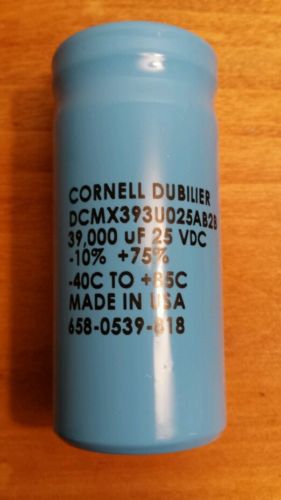 CORNELL DUBILIER
DCMX393U025AB2B
39,000 uF 25 VDC
-10% +75%
-40C TO +85C
MADE IN USA
658-0539-818